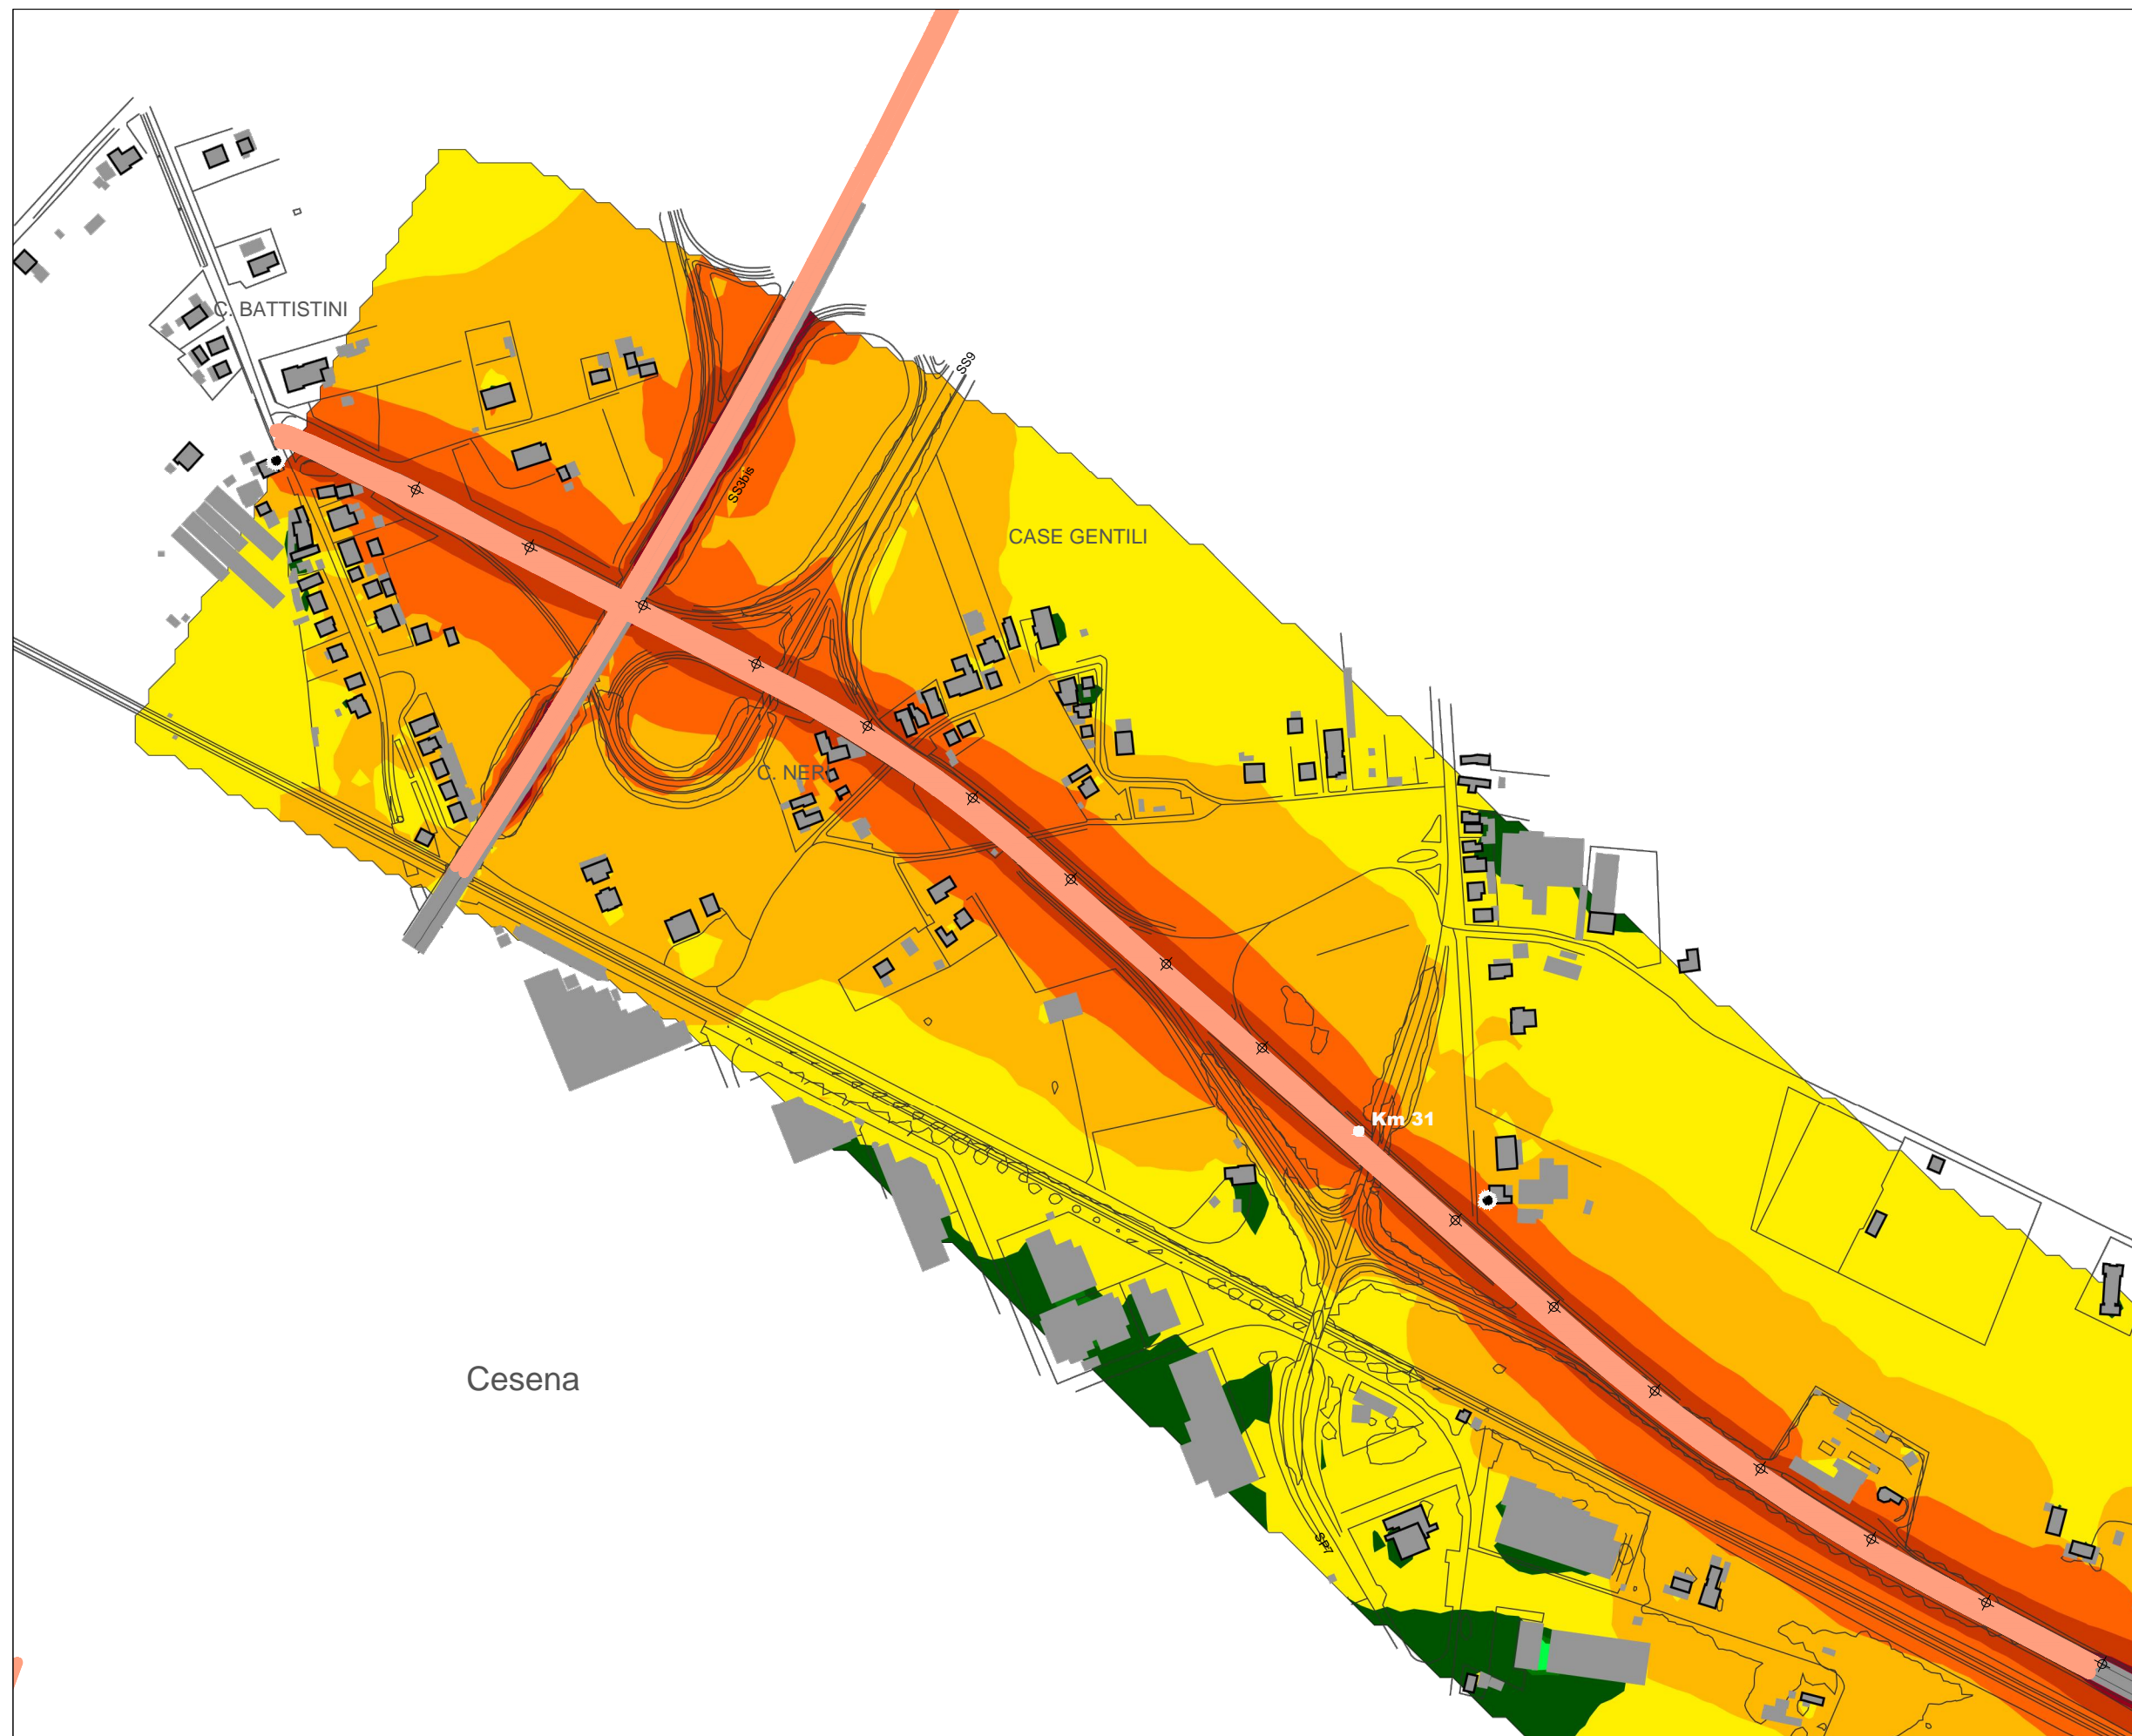 C. BATTISTINI
SS9
SS3bis
CASE GENTILI
C. NERI
Km 31
Cesena
SP7